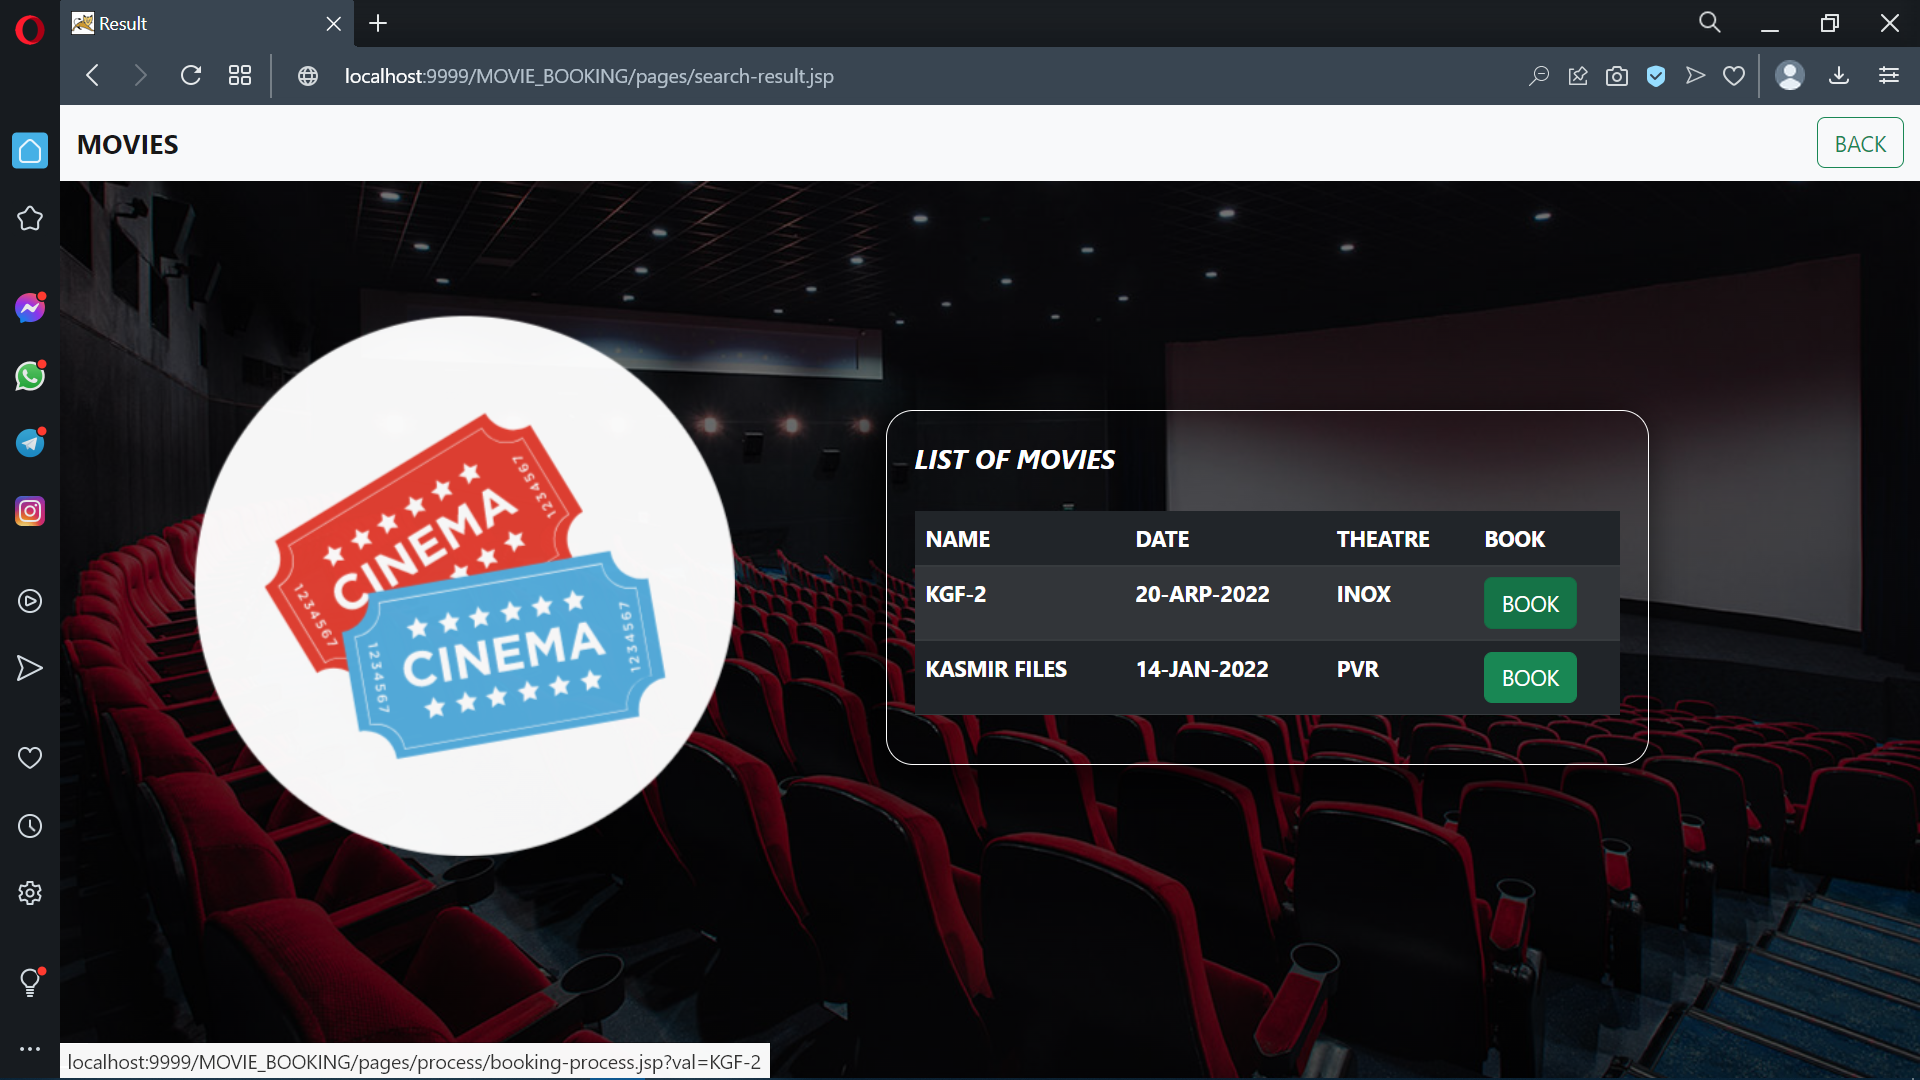 Result
localhost:9999/MOVIE_BOOKING/pages/search-result.jsp
MOVIES
BACK
CINEMA
1234567
1234567
CINEMA
1234567
1234567
LIST OF MOVIES
NAME DATE THEATRE BOOK
KGF-2 20-ARP-2022 INOX BOOK
KASMIR FILES 14-JAN-2022 PVR BOOK
localhost:9999/MOVIE_BOOKING/pages/process/booking-process.jsp?val=KGF-2